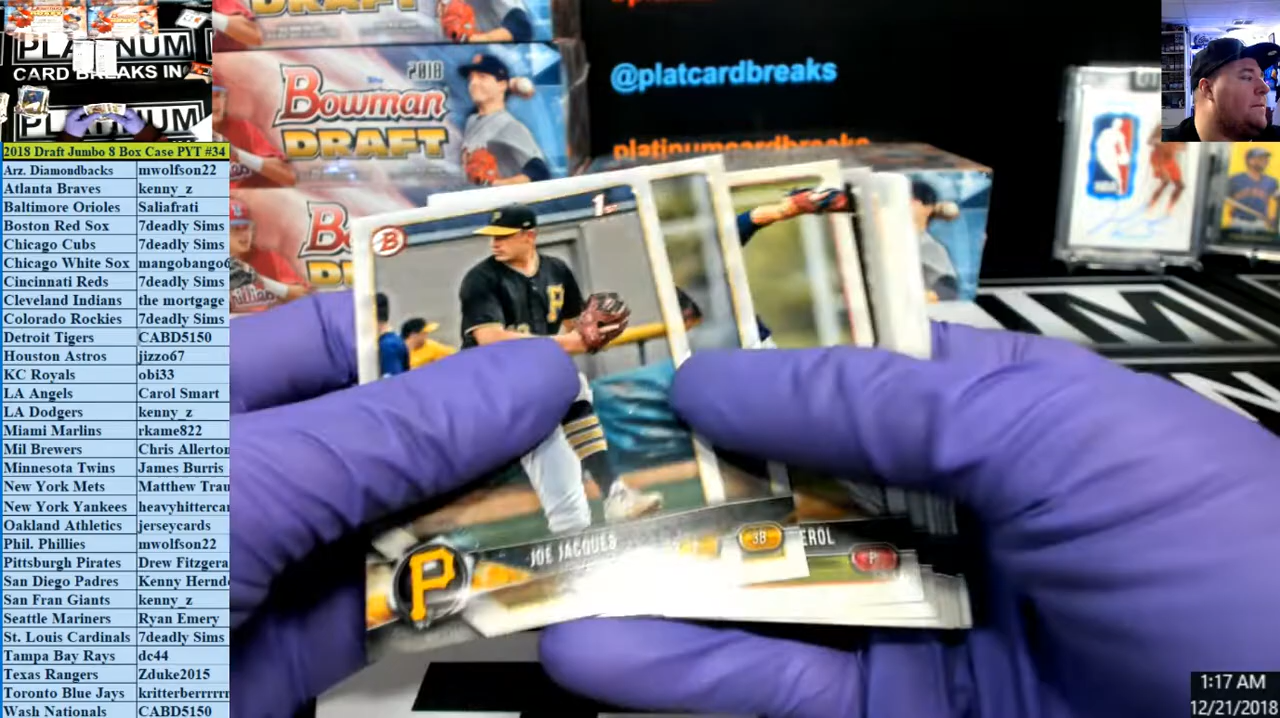 PLATINUM
CARD BREAKS IN
PLATINUM
2018 Draft Jumbo 8 Box Case PYT #34
Arz. Diamondbacks mwolfson22
Atlanta Braves kenny_z
Baltimore Orioles Saliafrati
Boston Red Sox 7deadly Sims
Chicago Cubs 7deadly Sims
Chicago White Sox mangobango6
Cincinnati Reds 7deadly Sims
Cleveland Indians the mortgage
Colorado Rockies 7deadly Sims
Detroit Tigers CABD5150
Houston Astros jizzo67
KC Royals obi33
LA Angels Carol Smart
LA Dodgers kenny_z
Miami Marlins rkame822
Mil Brewers Chris Allerton
Minnesota Twins James Burris
New York Mets Matthew Trau
New York Yankees heavyhittercar
Oakland Athletics jerseycards
Phil. Phillies mwolfson22
Pittsburgh Pirates Drew Fitzgera
San Diego Padres Kenny Hernd
San Fran Giants kenny_z
Seattle Mariners Ryan Emery
St. Louis Cardinals 7deadly Sims
Tampa Bay Rays dc44
Texas Rangers Zduke2015
Toronto Blue Jays kritterberrrrrr
Wash Nationals CABD5150
DRAFT
Topps 2018
Bowman
DRAFT
@platcardbreaks
platinumcardbreaks
B
1st
P
JOE JACQUES
3B
EROL
P
P
1:17 AM
12/21/2018